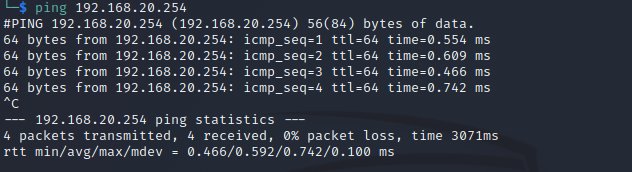 └─$ ping 192.168.20.254
#PING 192.168.20.254 (192.168.20.254) 56(84) bytes of data.
64 bytes from 192.168.20.254: icmp_seq=1 ttl=64 time=0.554 ms
64 bytes from 192.168.20.254: icmp_seq=2 ttl=64 time=0.609 ms
64 bytes from 192.168.20.254: icmp_seq=3 ttl=64 time=0.466 ms
64 bytes from 192.168.20.254: icmp_seq=4 ttl=64 time=0.742 ms
^C
--- 192.168.20.254 ping statistics ---
4 packets transmitted, 4 received, 0% packet loss, time 3071ms
rtt min/avg/max/mdev = 0.466/0.592/0.742/0.100 ms